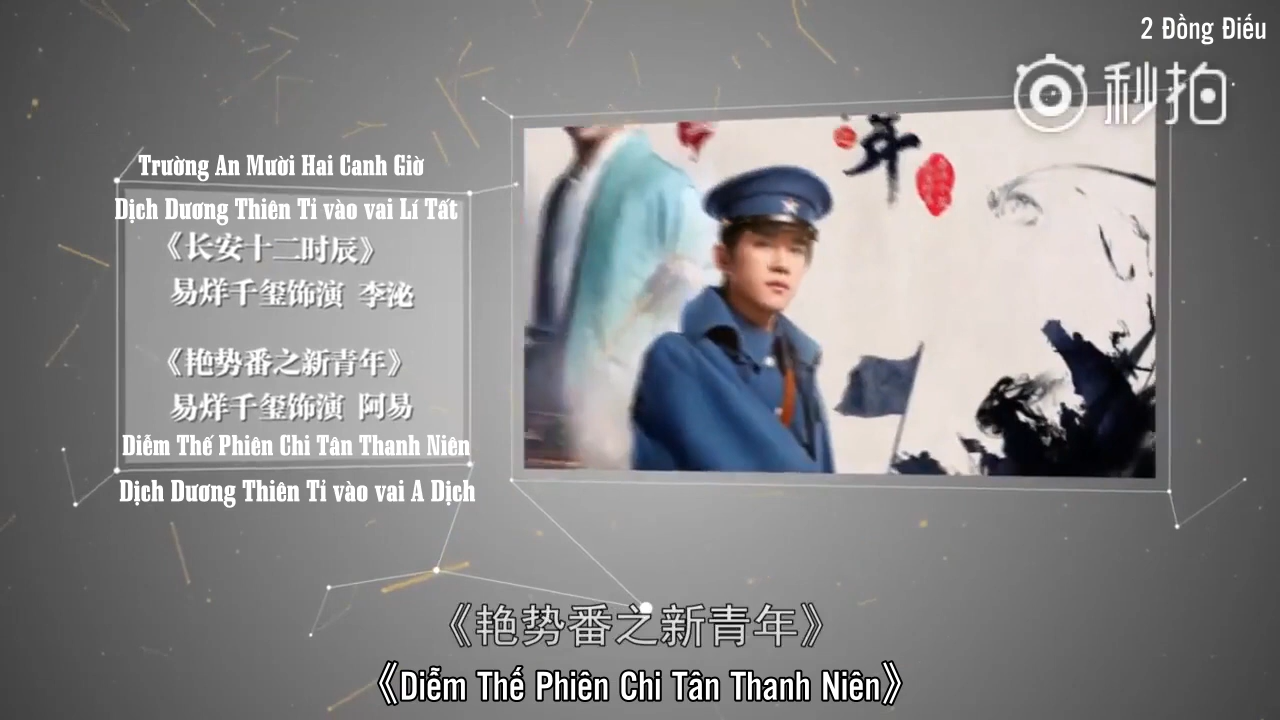 2 Đồng Điếu
秒拍
Trường An Mười Hai Canh Giờ
Dịch Dương Thiên Tỉ vào vai Lí Tất
《长安十二时辰》
易烊千玺饰演 李泌
《艳势番之新青年》
易烊千玺饰演 阿易
Diễm Thế Phiên Chi Tân Thanh Niên
Dịch Dương Thiên Tỉ vào vai A Dịch
年
《艳势番之新青年》
《Diễm Thế Phiên Chi Tân Thanh Niên》